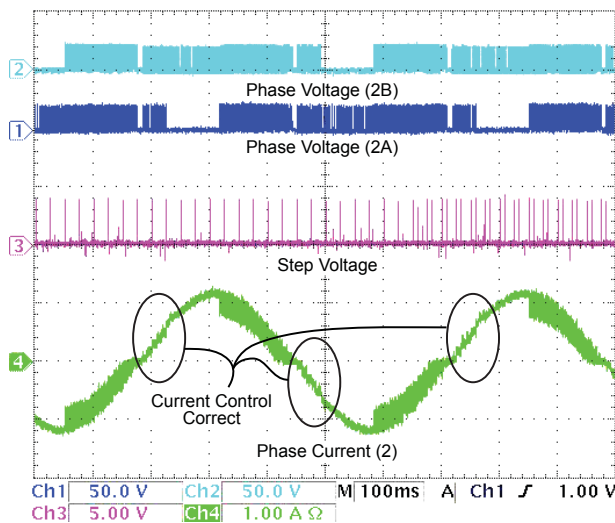 2
Phase Voltage (2B)
1
Phase Voltage (2A)
3
Step Voltage
4
Current Control
Correct
Phase Current (2)
Ch1 50.0 V Ch2 50.0 V M 100ms A Ch1 1.00 V
Ch3 5.00 V Ch4 1.00 A Ω